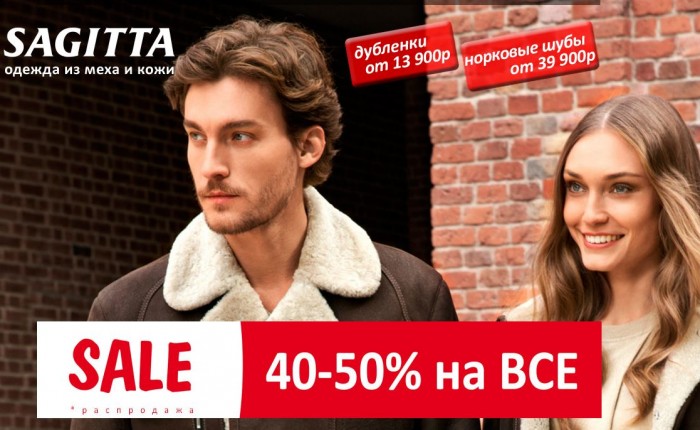 SAGITTA
одежда из меха и кожи
дубленки
от 13 900р
норковые шубы
от 39 900р
SALE
*распродажа
40-50% на ВСЕ